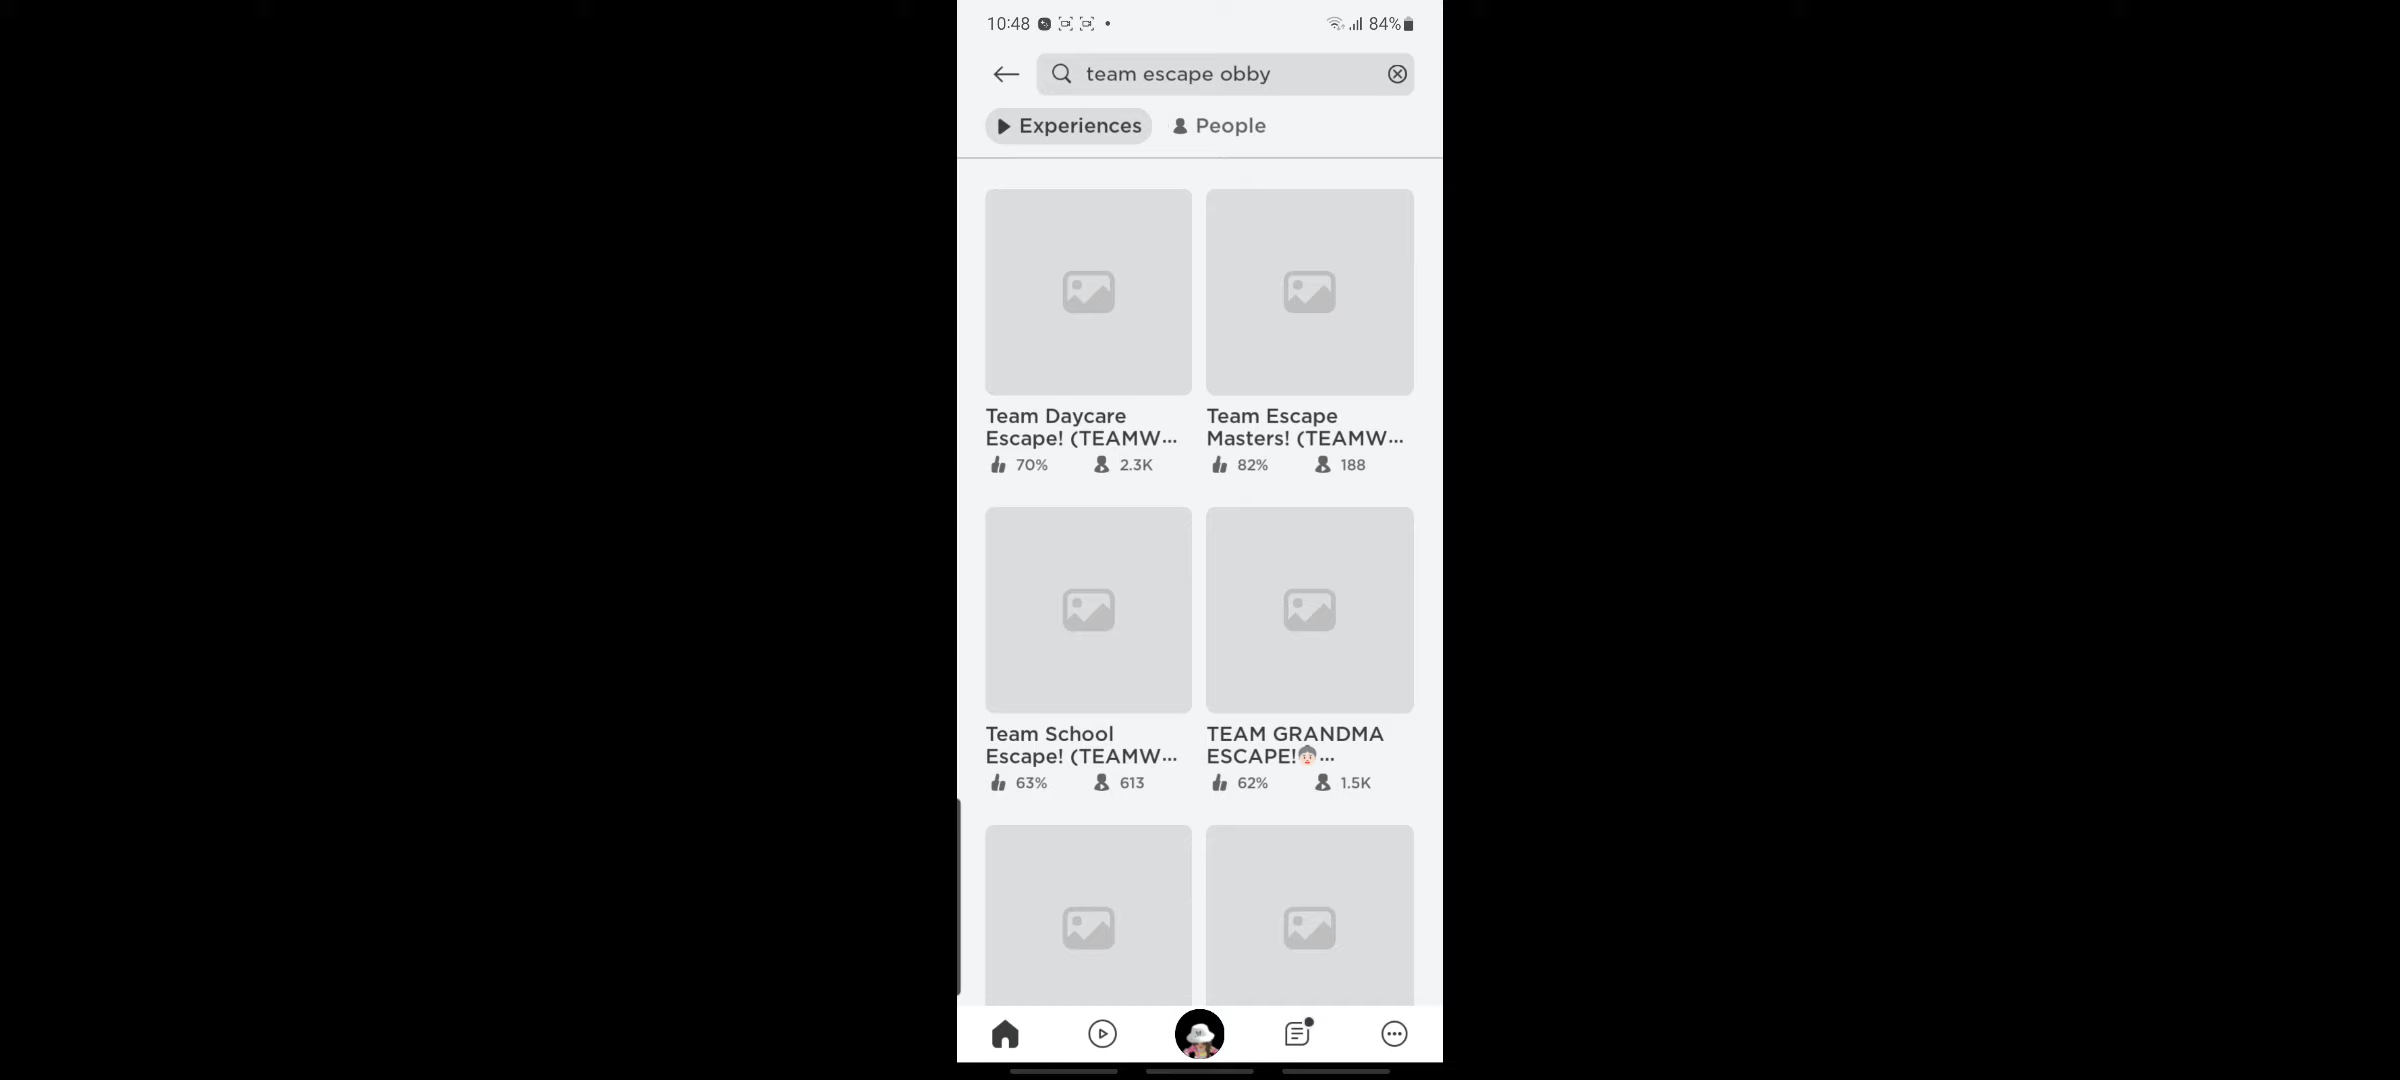 10:48
84%
team escape obby
Experiences
People
Team Daycare
Escape! (TEAMW...
70%
2.3K
Team Escape
Masters! (TEAMW...
82%
188
Team School
Escape! (TEAMW...
63%
613
TEAM GRANDMA
ESCAPE!👵🏻...
62%
1.5K